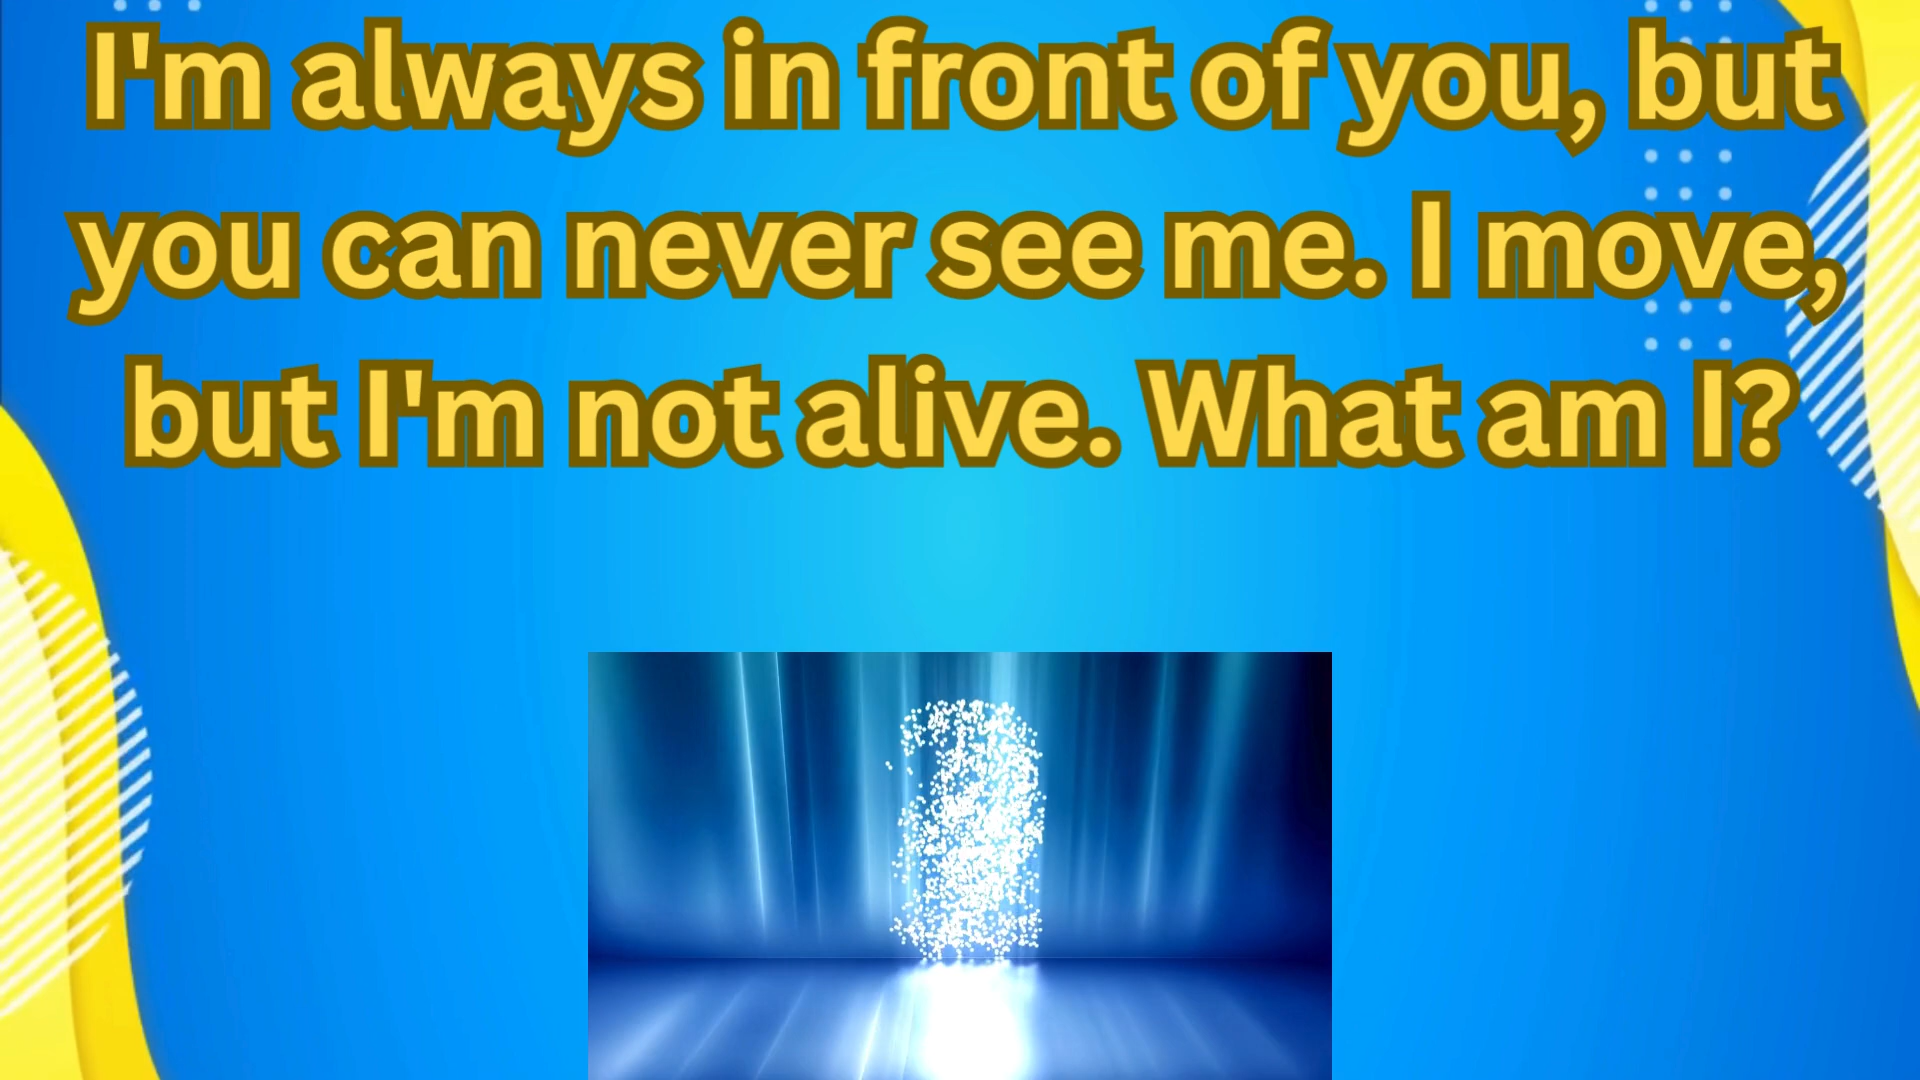 I'm always in front of you, but
you can never see me. I move,
but I'm not alive. What am I?